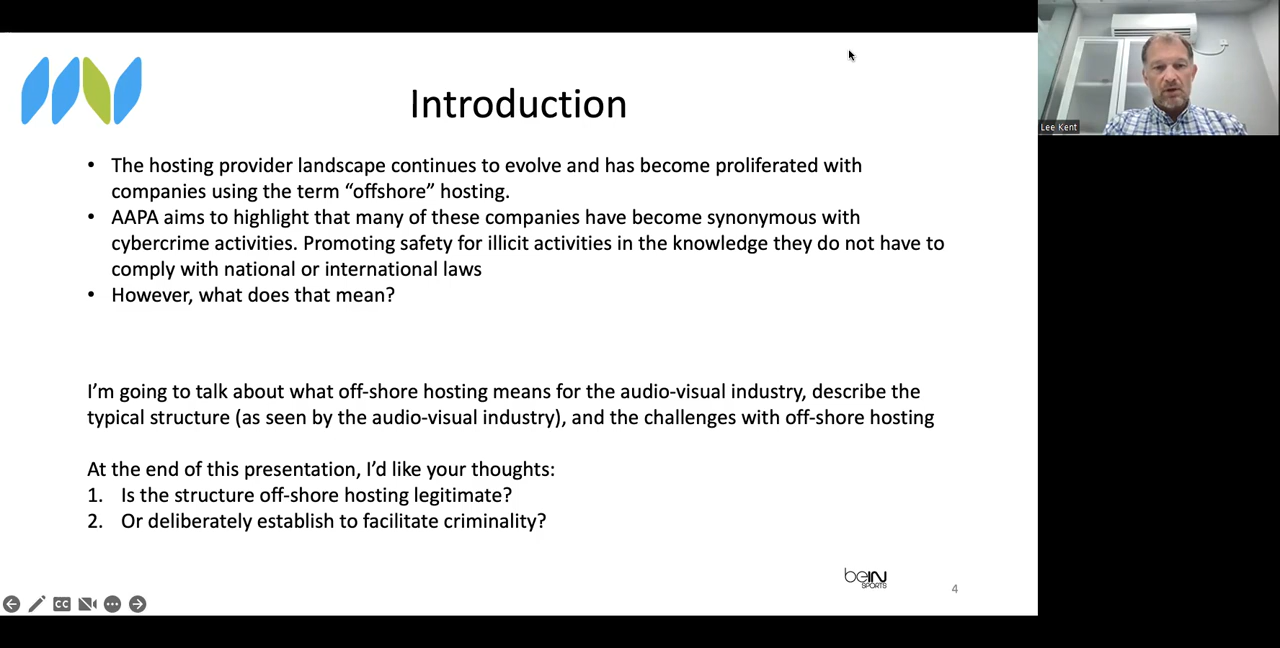 Introduction
• The hosting provider landscape continues to evolve and has become proliferated with
companies using the term “offshore” hosting.
• AAPA aims to highlight that many of these companies have become synonymous with
cybercrime activities. Promoting safety for illicit activities in the knowledge they do not have to
comply with national or international laws
• However, what does that mean?
I’m going to talk about what off-shore hosting means for the audio-visual industry, describe the
typical structure (as seen by the audio-visual industry), and the challenges with off-shore hosting
At the end of this presentation, I’d like your thoughts:
1. Is the structure off-shore hosting legitimate?
2. Or deliberately establish to facilitate criminality?
beIN
SPORTS
4
CC
Lee Kent